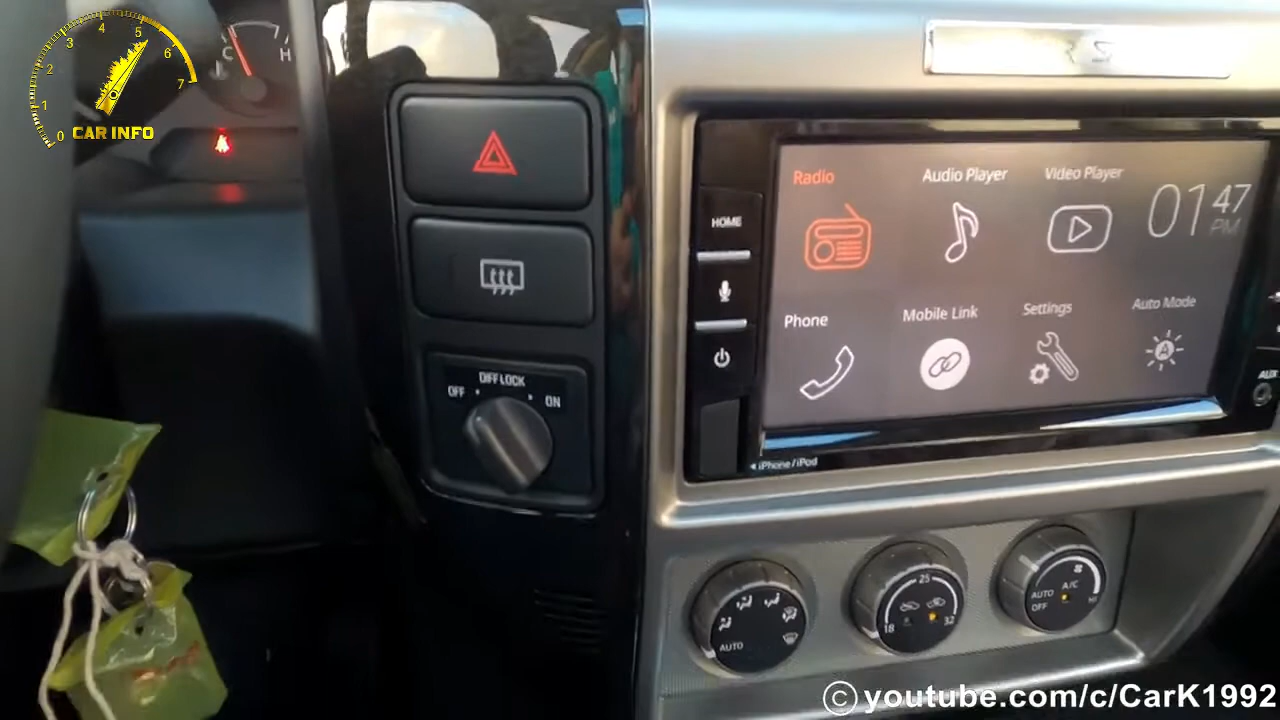 0 1 2 3 4 5 6 7
CAR INFO
C H
DIFF LOCK
OFF ON
HOME
Radio
Audio Player
Video Player
01 47 PM
Phone
Mobile Link
Settings
Auto Mode
A
AUX
◂ iPhone / iPod
AUTO
25
18 32
A/C
AUTO
OFF
HI
© youtube.com/c/CarK1992